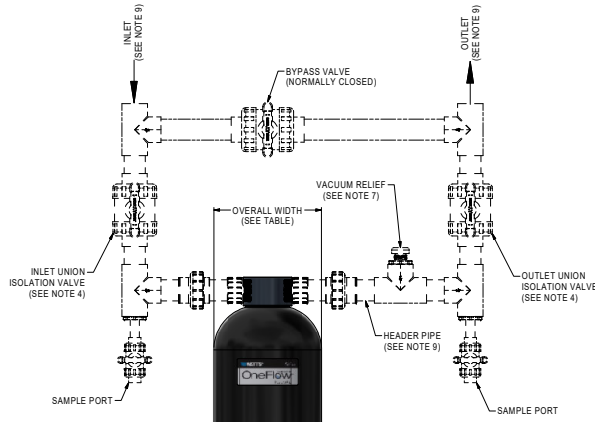 INLET
(SEE NOTE 9)
OUTLET
(SEE NOTE 9)
BYPASS VALVE
(NORMALLY CLOSED)
VACUUM RELIEF
(SEE NOTE 7)
OVERALL WIDTH
(SEE TABLE)
INLET UNION
ISOLATION VALVE
(SEE NOTE 4)
OUTLET UNION
ISOLATION VALVE
(SEE NOTE 4)
HEADER PIPE
(SEE NOTE 9)
WATTS
OneFlow
SAMPLE PORT
SAMPLE PORT